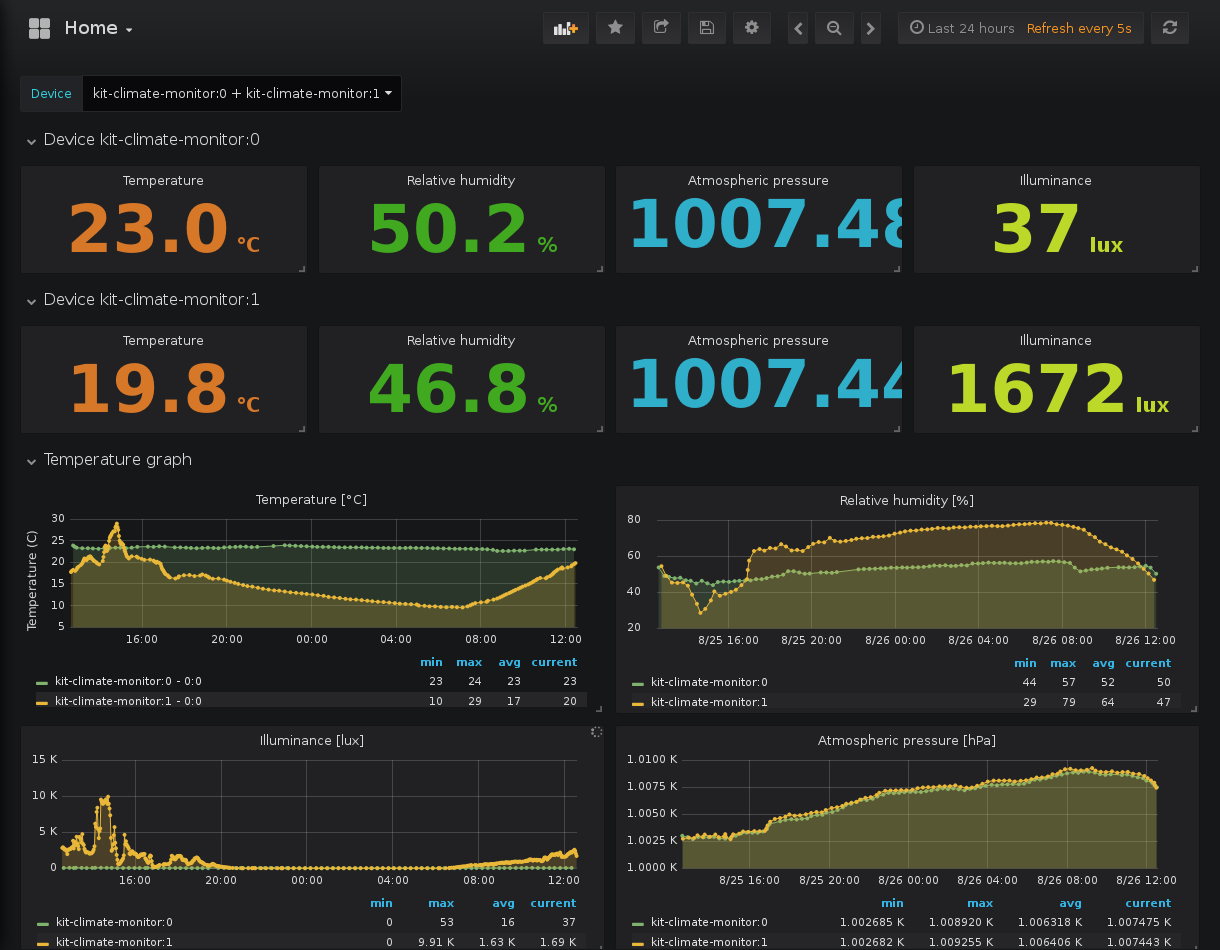 Home
Last 24 hours Refresh every 5s
Device kit-climate-monitor:0 + kit-climate-monitor:1
Device kit-climate-monitor:0
Temperature Relative humidity Atmospheric pressure Illuminance
23.0 °C 50.2 % 1007.48 37 lux
Device kit-climate-monitor:1
Temperature Relative humidity Atmospheric pressure Illuminance
19.8 °C 46.8 % 1007.44 1672 lux
Temperature graph
Temperature [°C]
Temperature (C)
30
25
20
15
10
5
16:00 20:00 00:00 04:00 08:00 12:00
min max avg current
kit-climate-monitor:0 - 0:0 23 24 23 23
kit-climate-monitor:1 - 0:0 10 29 17 20
Relative humidity [%]
80
60
40
20
8/25 16:00 8/25 20:00 8/26 00:00 8/26 04:00 8/26 08:00 8/26 12:00
min max avg current
kit-climate-monitor:0 44 57 52 50
kit-climate-monitor:1 29 79 64 47
Illuminance [lux]
15 K
10 K
5 K
0
16:00 20:00 00:00 04:00 08:00 12:00
min max avg current
kit-climate-monitor:0 0 53 16 37
kit-climate-monitor:1 0 9.91 K 1.63 K 1.69 K
Atmospheric pressure [hPa]
1.0100 K
1.0075 K
1.0050 K
1.0025 K
1.0000 K
8/25 16:00 8/25 20:00 8/26 00:00 8/26 04:00 8/26 08:00 8/26 12:00
min max avg current
kit-climate-monitor:0 1.002685 K 1.008920 K 1.006318 K 1.007475 K
kit-climate-monitor:1 1.002682 K 1.009255 K 1.006406 K 1.007443 K